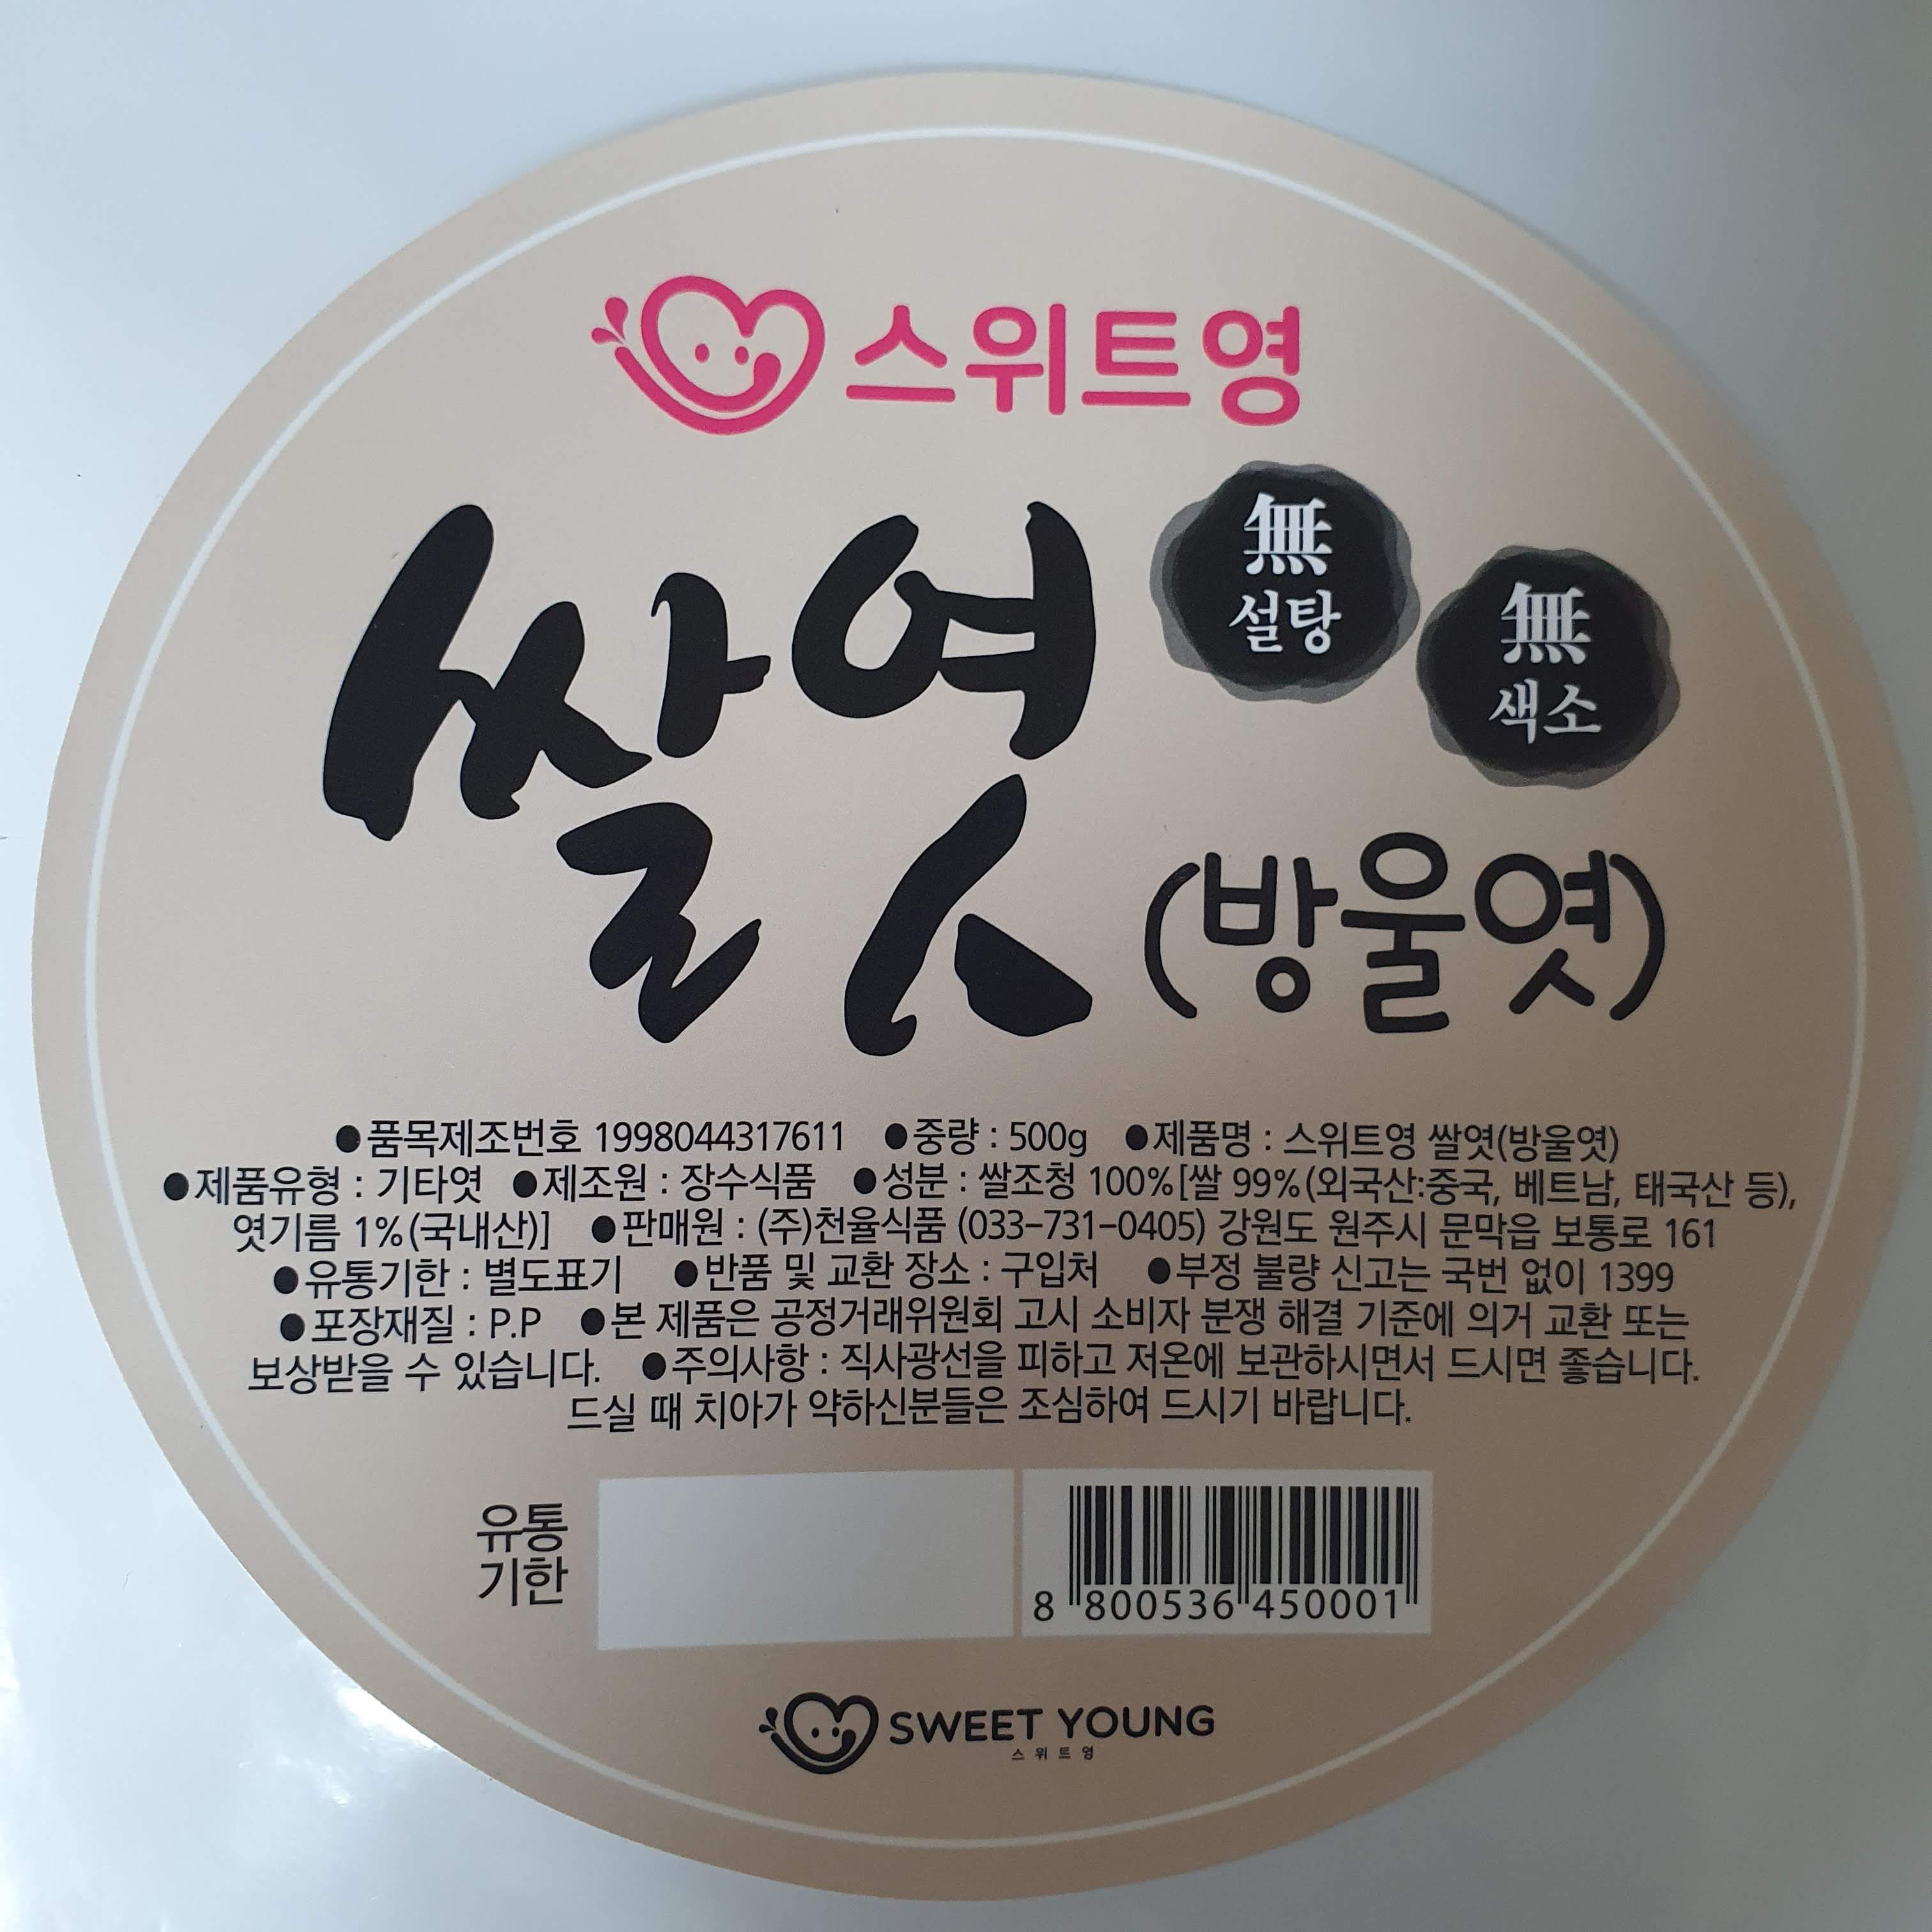 스위트영
쌀엿
無
설탕
無
색소
(방울엿)
●품목제조번호 1998044317611 ●중량 : 500g ●제품명 : 스위트영 쌀엿(방울엿)
●제품유형 : 기타엿 ●제조원 : 장수식품 ●성분 : 쌀조청 100%[쌀 99%(외국산:중국, 베트남, 태국산 등),
엿기름 1%(국내산)] ●판매원 : (주)천율식품 (033-731-0405) 강원도 원주시 문막읍 보통로 161
●유통기한 : 별도표기 ●반품 및 교환 장소 : 구입처 ●부정 불량 신고는 국번 없이 1399
●포장재질 : P.P ●본 제품은 공정거래위원회 고시 소비자 분쟁 해결 기준에 의거 교환 또는
보상받을 수 있습니다. ●주의사항 : 직사광선을 피하고 저온에 보관하시면서 드시면 좋습니다.
드실 때 치아가 약하신분들은 조심하여 드시기 바랍니다.
유통
기한
8 800536 450001
SWEET YOUNG
스위트영